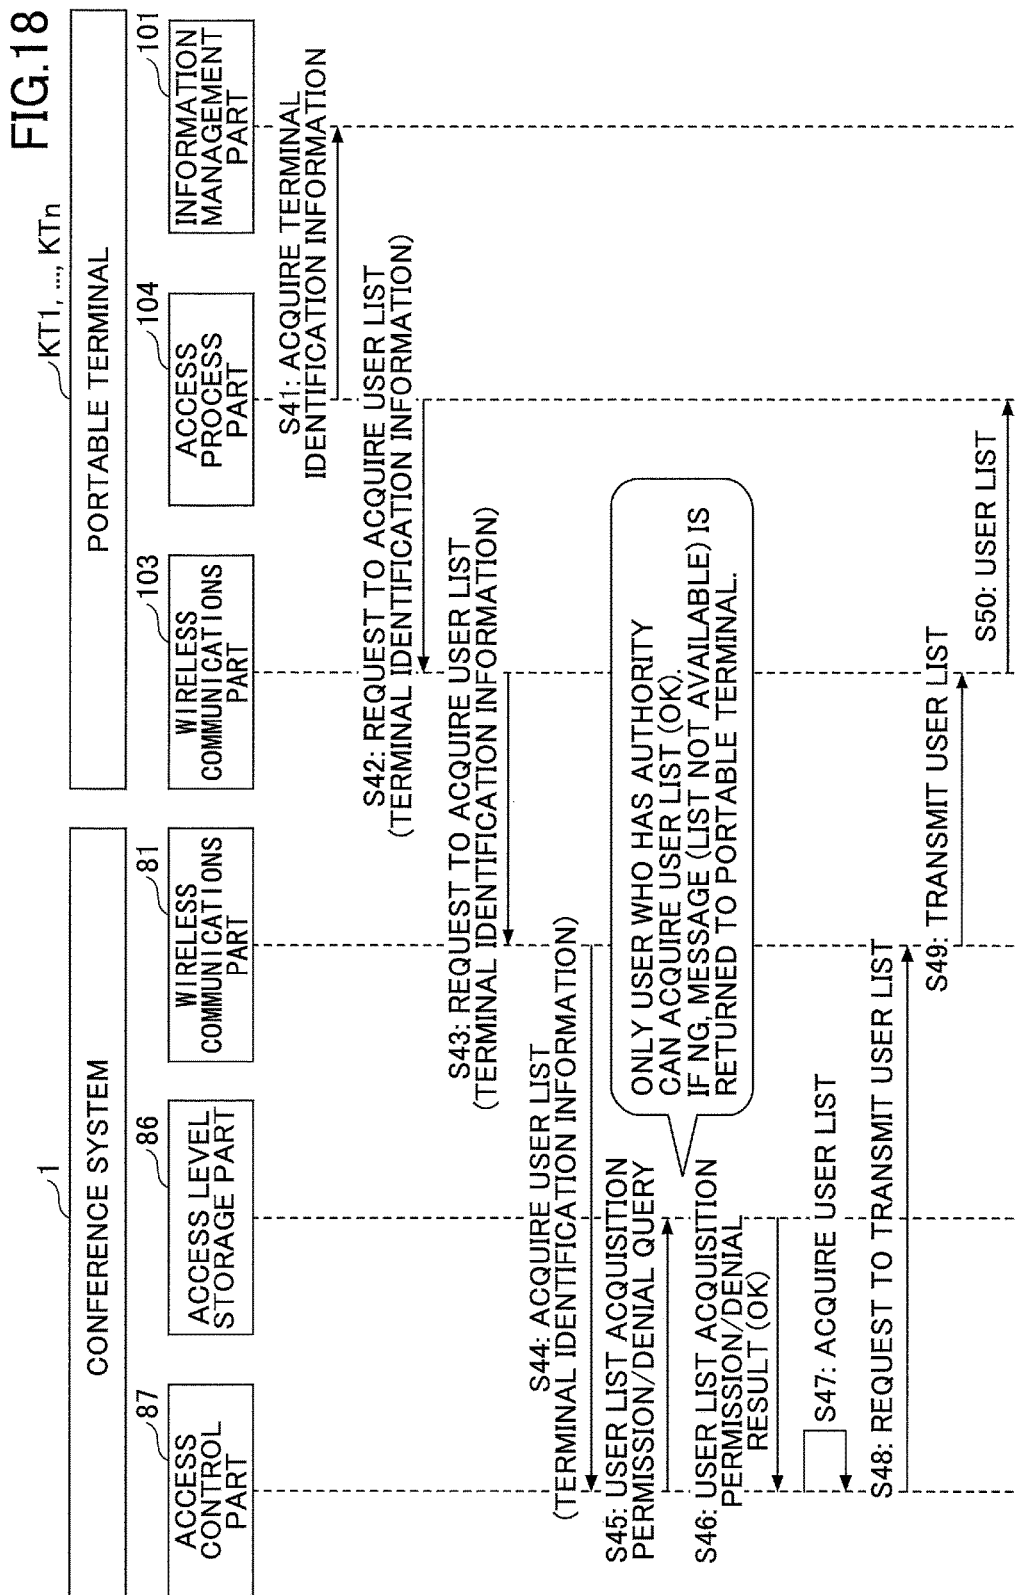 FIG.18
1
CONFERENCE SYSTEM
KT1, ..., KTn
PORTABLE TERMINAL
87
ACCESS
CONTROL
PART
86
ACCESS LEVEL
STORAGE PART
81
WIRELESS
COMMUNICATIONS
PART
103
WIRELESS
COMMUNICATIONS
PART
104
ACCESS
PROCESS
PART
101
INFORMATION
MANAGEMENT
PART
S41: ACQUIRE TERMINAL
IDENTIFICATION INFORMATION
S42: REQUEST TO ACQUIRE USER LIST
(TERMINAL IDENTIFICATION INFORMATION)
S43: REQUEST TO ACQUIRE USER LIST
(TERMINAL IDENTIFICATION INFORMATION)
S44: ACQUIRE USER LIST
(TERMINAL IDENTIFICATION INFORMATION)
S45: USER LIST ACQUISITION
PERMISSION/DENIAL QUERY
ONLY USER WHO HAS AUTHORITY
CAN ACQUIRE USER LIST (OK).
IF NG, MESSAGE (LIST NOT AVAILABLE) IS
RETURNED TO PORTABLE TERMINAL.
S46: USER LIST ACQUISITION
PERMISSION/DENIAL
RESULT (OK)
S47: ACQUIRE USER LIST
S48: REQUEST TO TRANSMIT USER LIST
S49: TRANSMIT USER LIST
S50: USER LIST